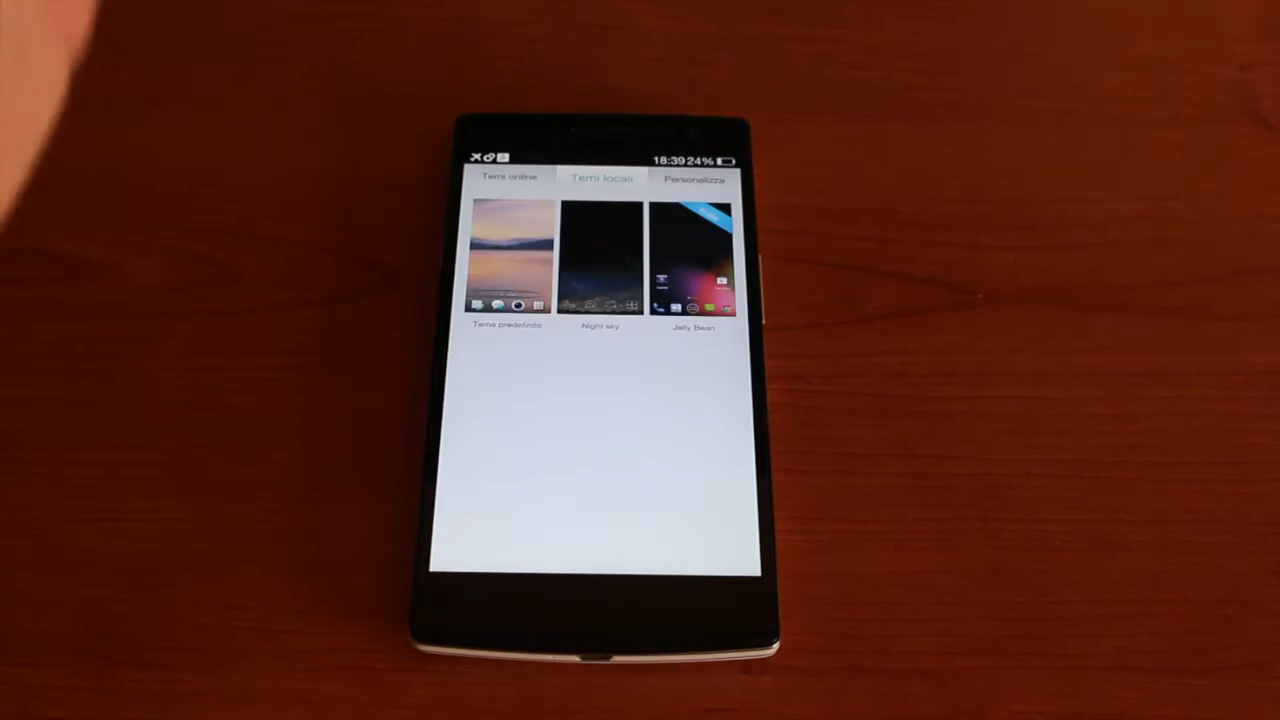 18:39 24%
Temi online Temi locali Personalizza
Tema predefinito Night sky Jelly Bean